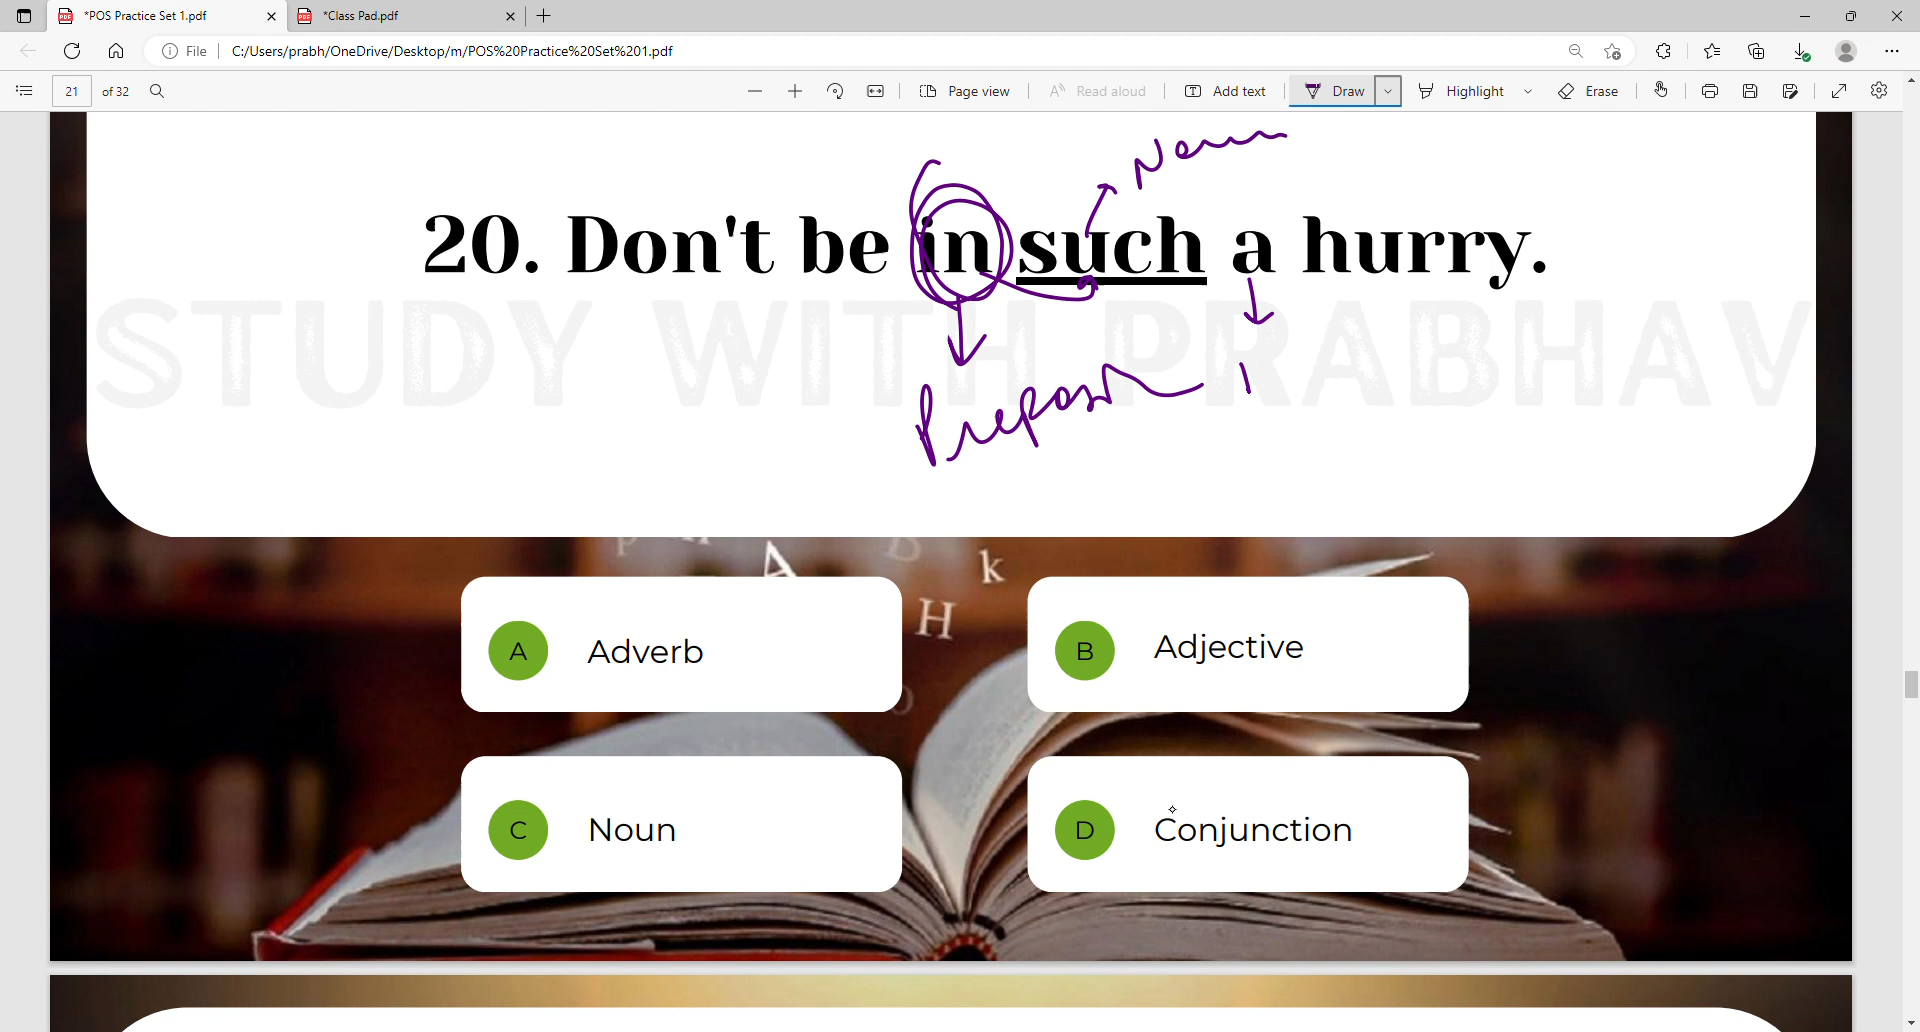 *POS Practice Set 1.pdf
*Class Pad.pdf
File
C:/Users/prabh/OneDrive/Desktop/m/POS%20Practice%20Set%201.pdf
21 of 32
Page view
Read aloud
Add text
Draw
Highlight
Erase
Noun
20. Don't be in such a hurry.
STUDY WITH PRABHAV
A
k
H
A Adverb
B Adjective
C Noun
D Conjunction